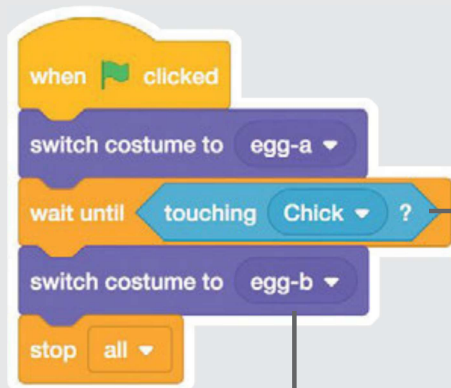 when clicked
switch costume to egg-a
wait until touching Chick ?
switch costume to egg-b
stop all